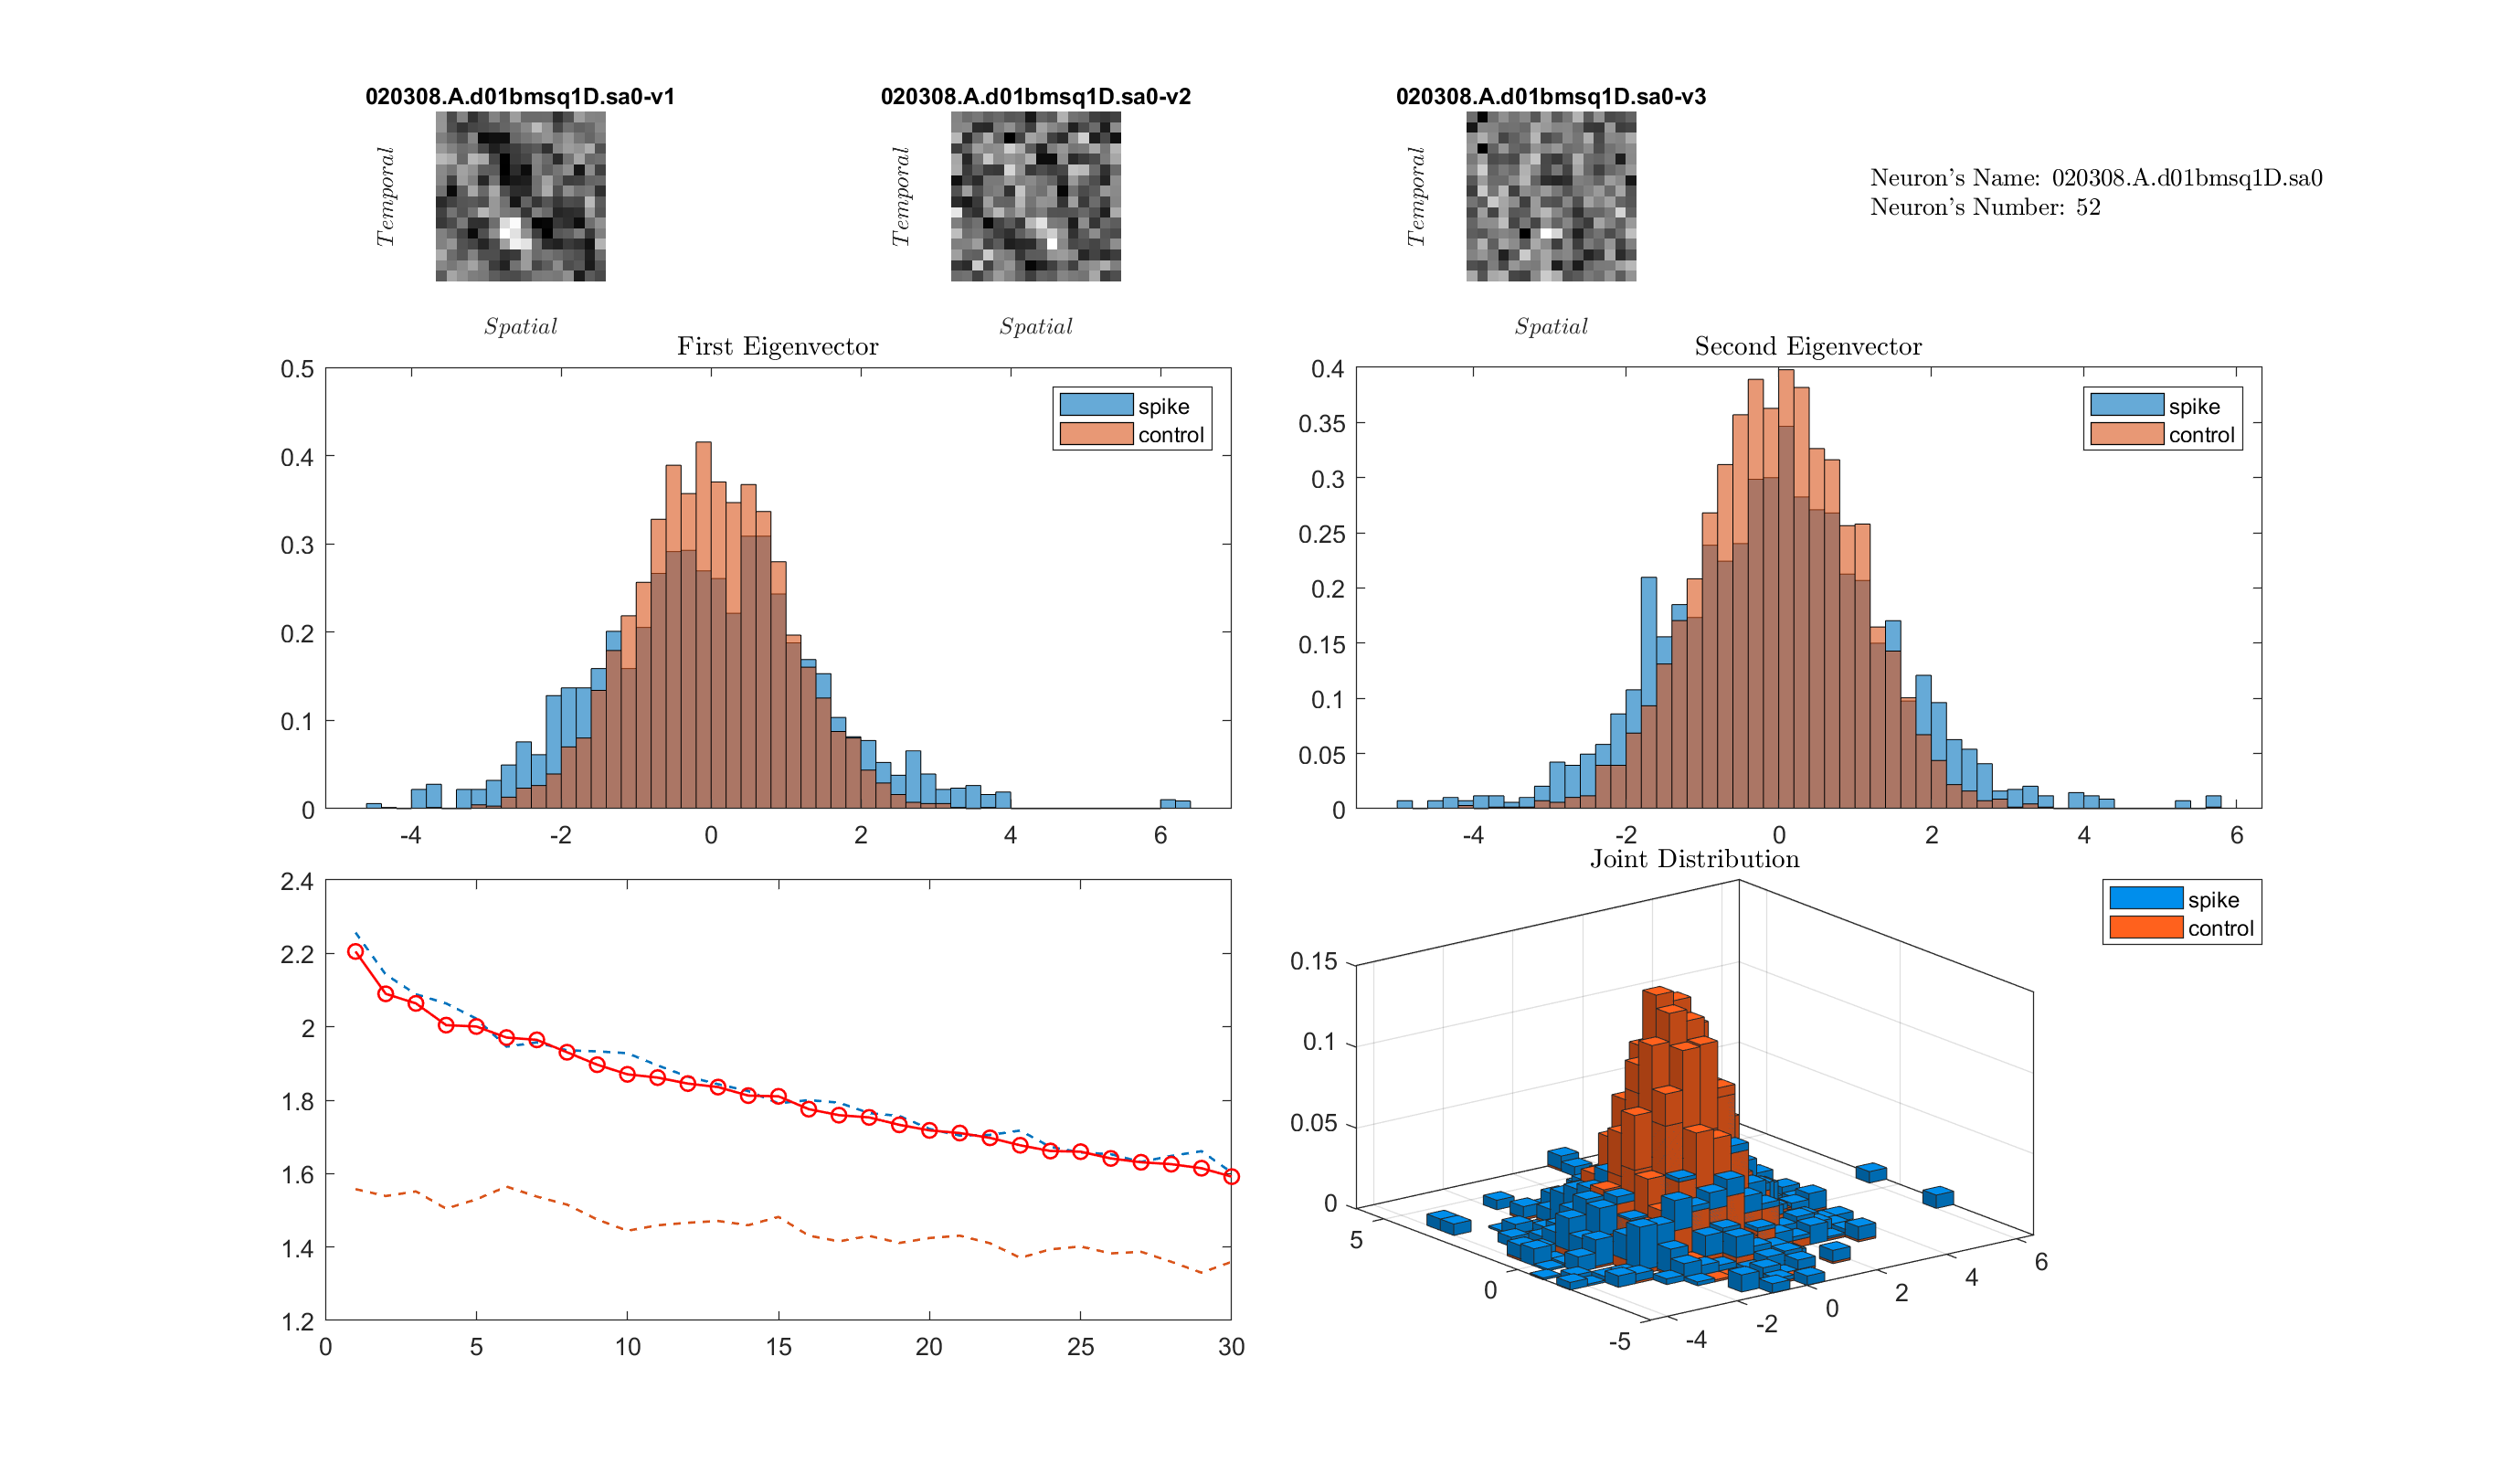 020308.A.d01bmsq1D.sa0-v1
020308.A.d01bmsq1D.sa0-v2
020308.A.d01bmsq1D.sa0-v3
Temporal
Temporal
Temporal
Neuron's Name: 020308.A.d01bmsq1D.sa0
Neuron's Number: 52
Spatial
Spatial
Spatial
First Eigenvector
0.5
0.4
0.3
0.2
0.1
0
-4
-2
0
2
4
6
spike
control
Second Eigenvector
0.4
0.35
0.3
0.25
0.2
0.15
0.1
0.05
0
-4
-2
0
2
4
6
spike
control
2.4
2.2
2
1.8
1.6
1.4
1.2
0
5
10
15
20
25
30
Joint Distribution
spike
control
0.15
0.1
0.05
0
5
0
-5
-4
-2
0
2
4
6